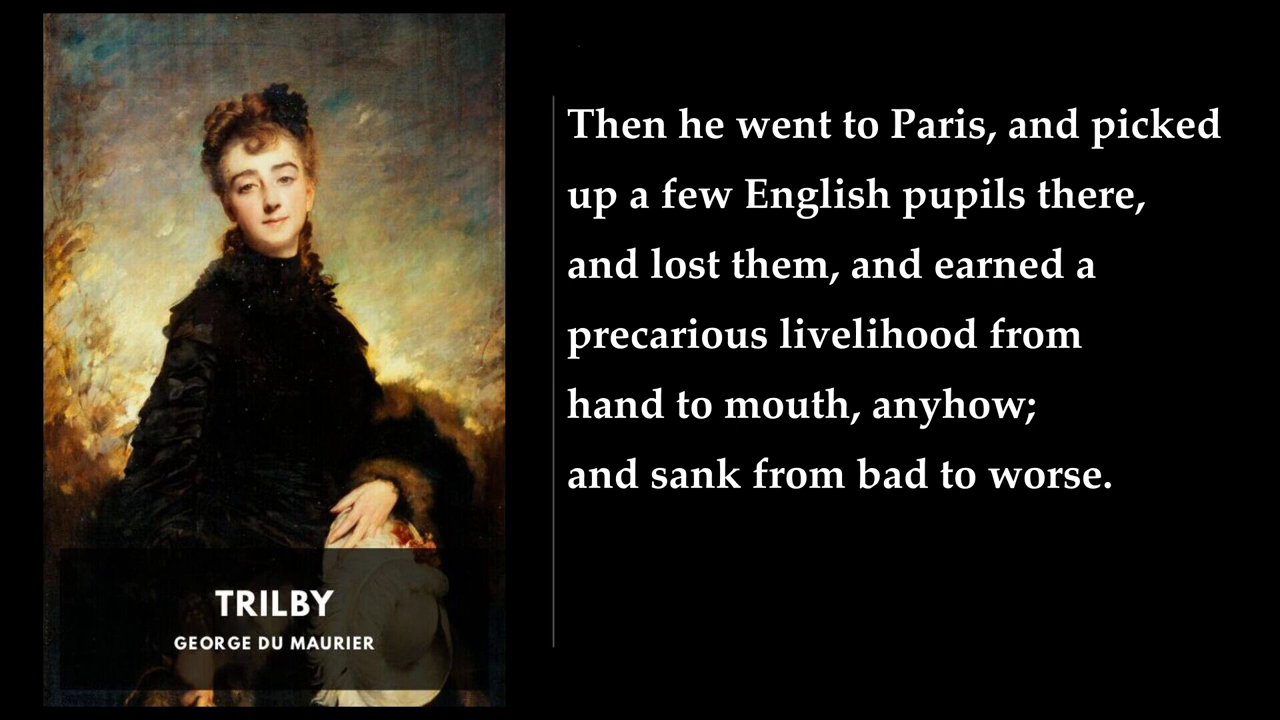 TRILBY
GEORGE DU MAURIER
Then he went to Paris, and picked
up a few English pupils there,
and lost them, and earned a
precarious livelihood from
hand to mouth, anyhow;
and sank from bad to worse.